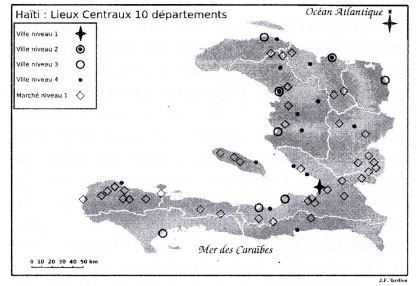 Haïti : Lieux Centraux 10 départements
Océan Atlantique
Ville niveau 1
Ville niveau 2
Ville niveau 3
Ville niveau 4
Marché niveau 1
Mer des Caraïbes
0 10 20 30 40 50 km